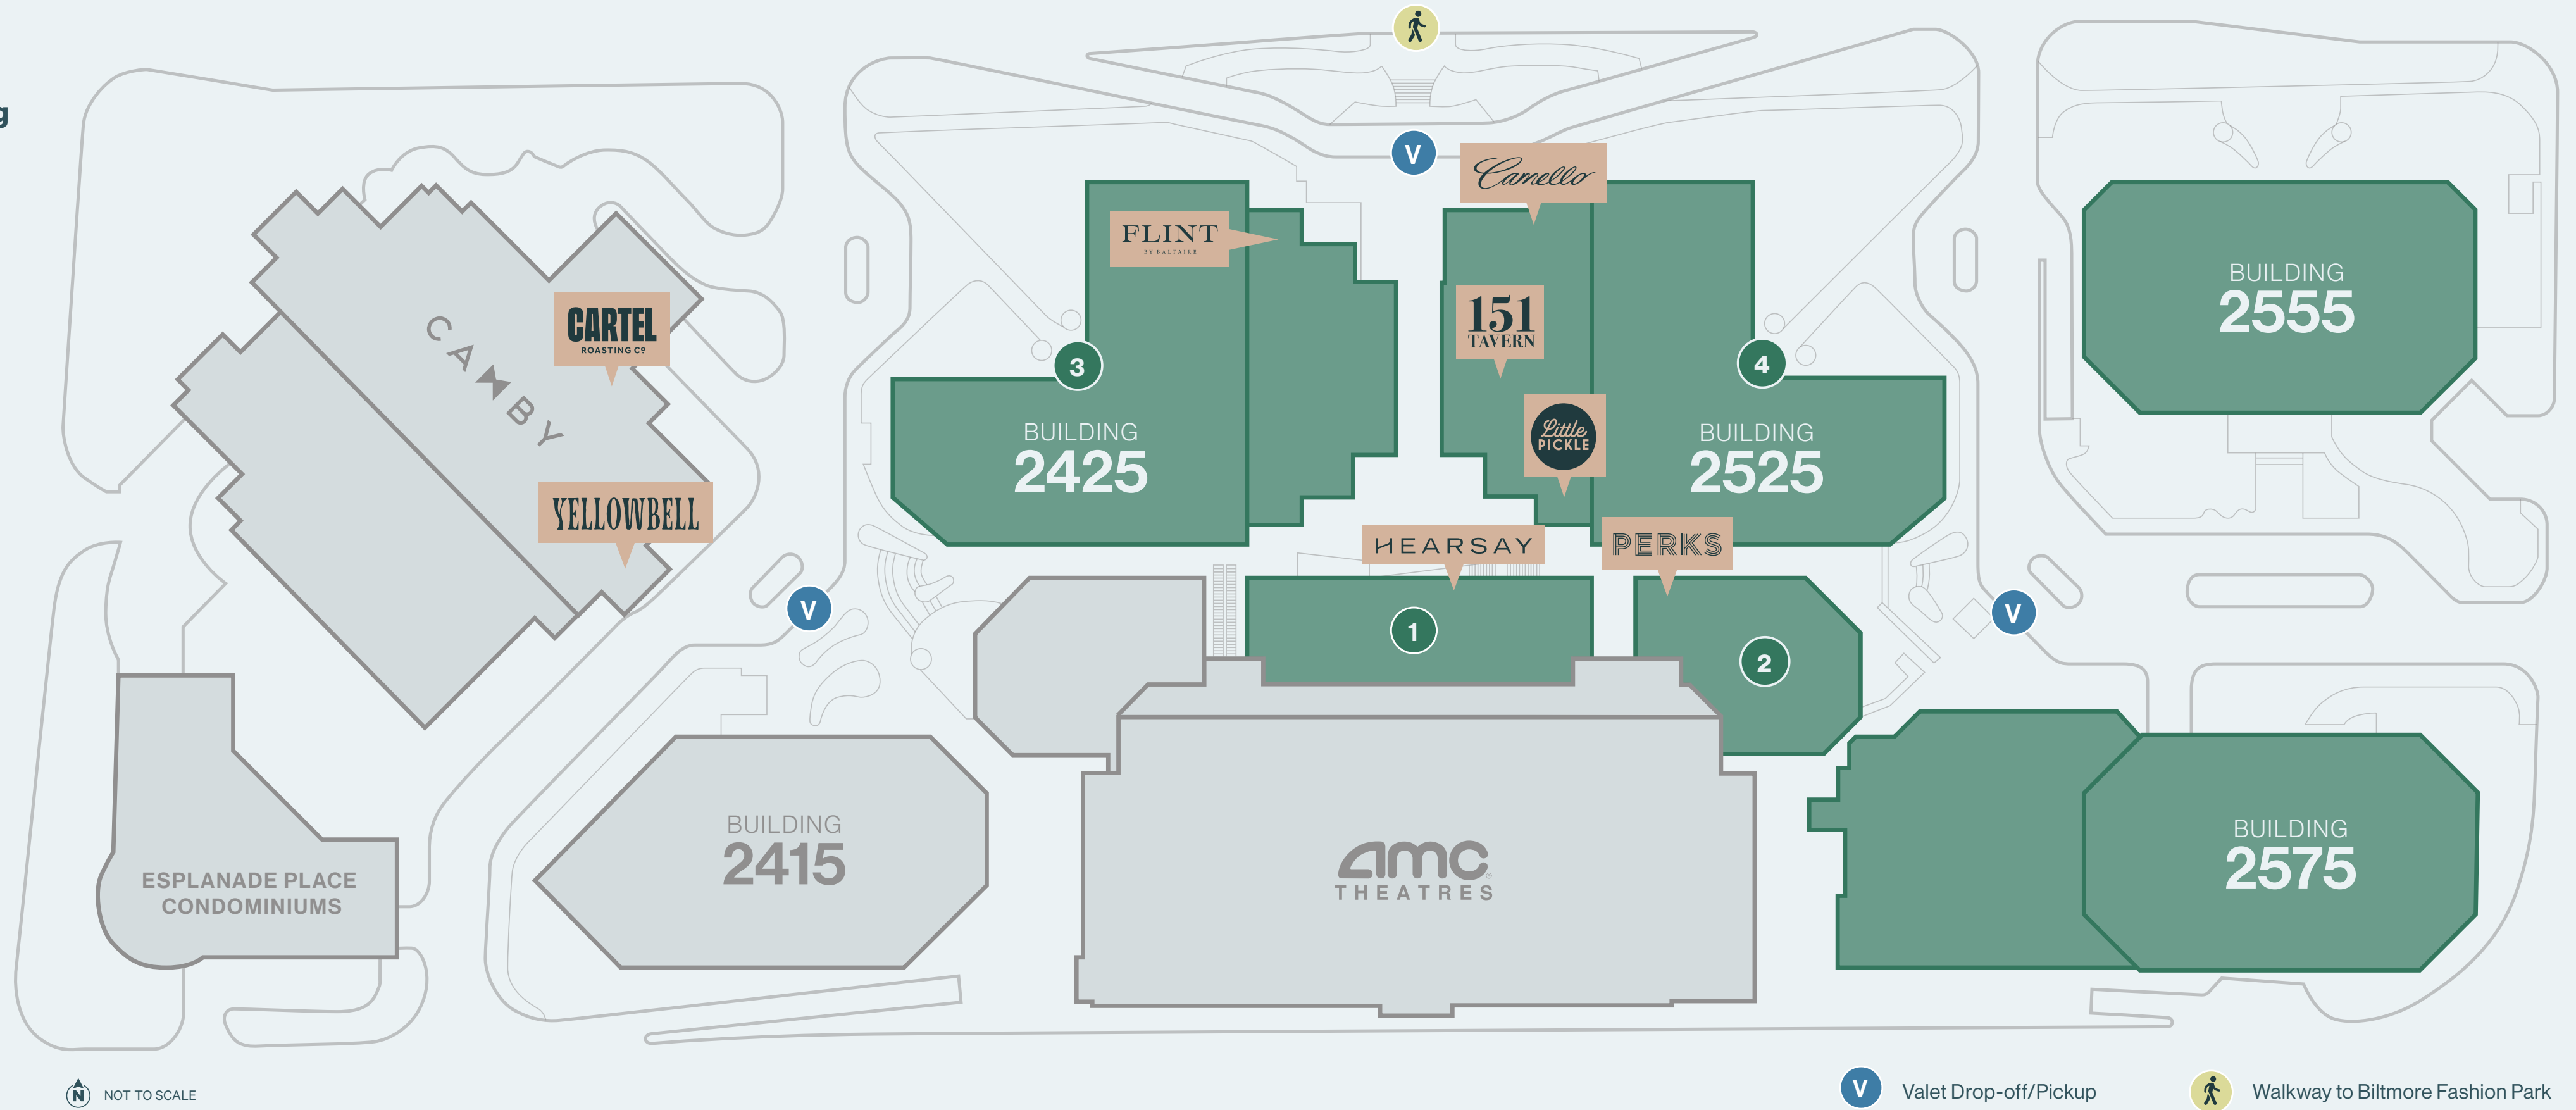 g
V
Camello
FLINT
BY BALTAIRE
BUILDING
2555
CARTEL
ROASTING Cº
CANBY
151
TAVERN
3
4
Little
PICKLE
BUILDING
2425
BUILDING
2525
YELLOWBELL
HEARSAY
PERKS
V
V
1
2
BUILDING
2415
amc
THEATRES
BUILDING
2575
ESPLANADE PLACE
CONDOMINIUMS
N
NOT TO SCALE
V
Valet Drop-off/Pickup
Walkway to Biltmore Fashion Park